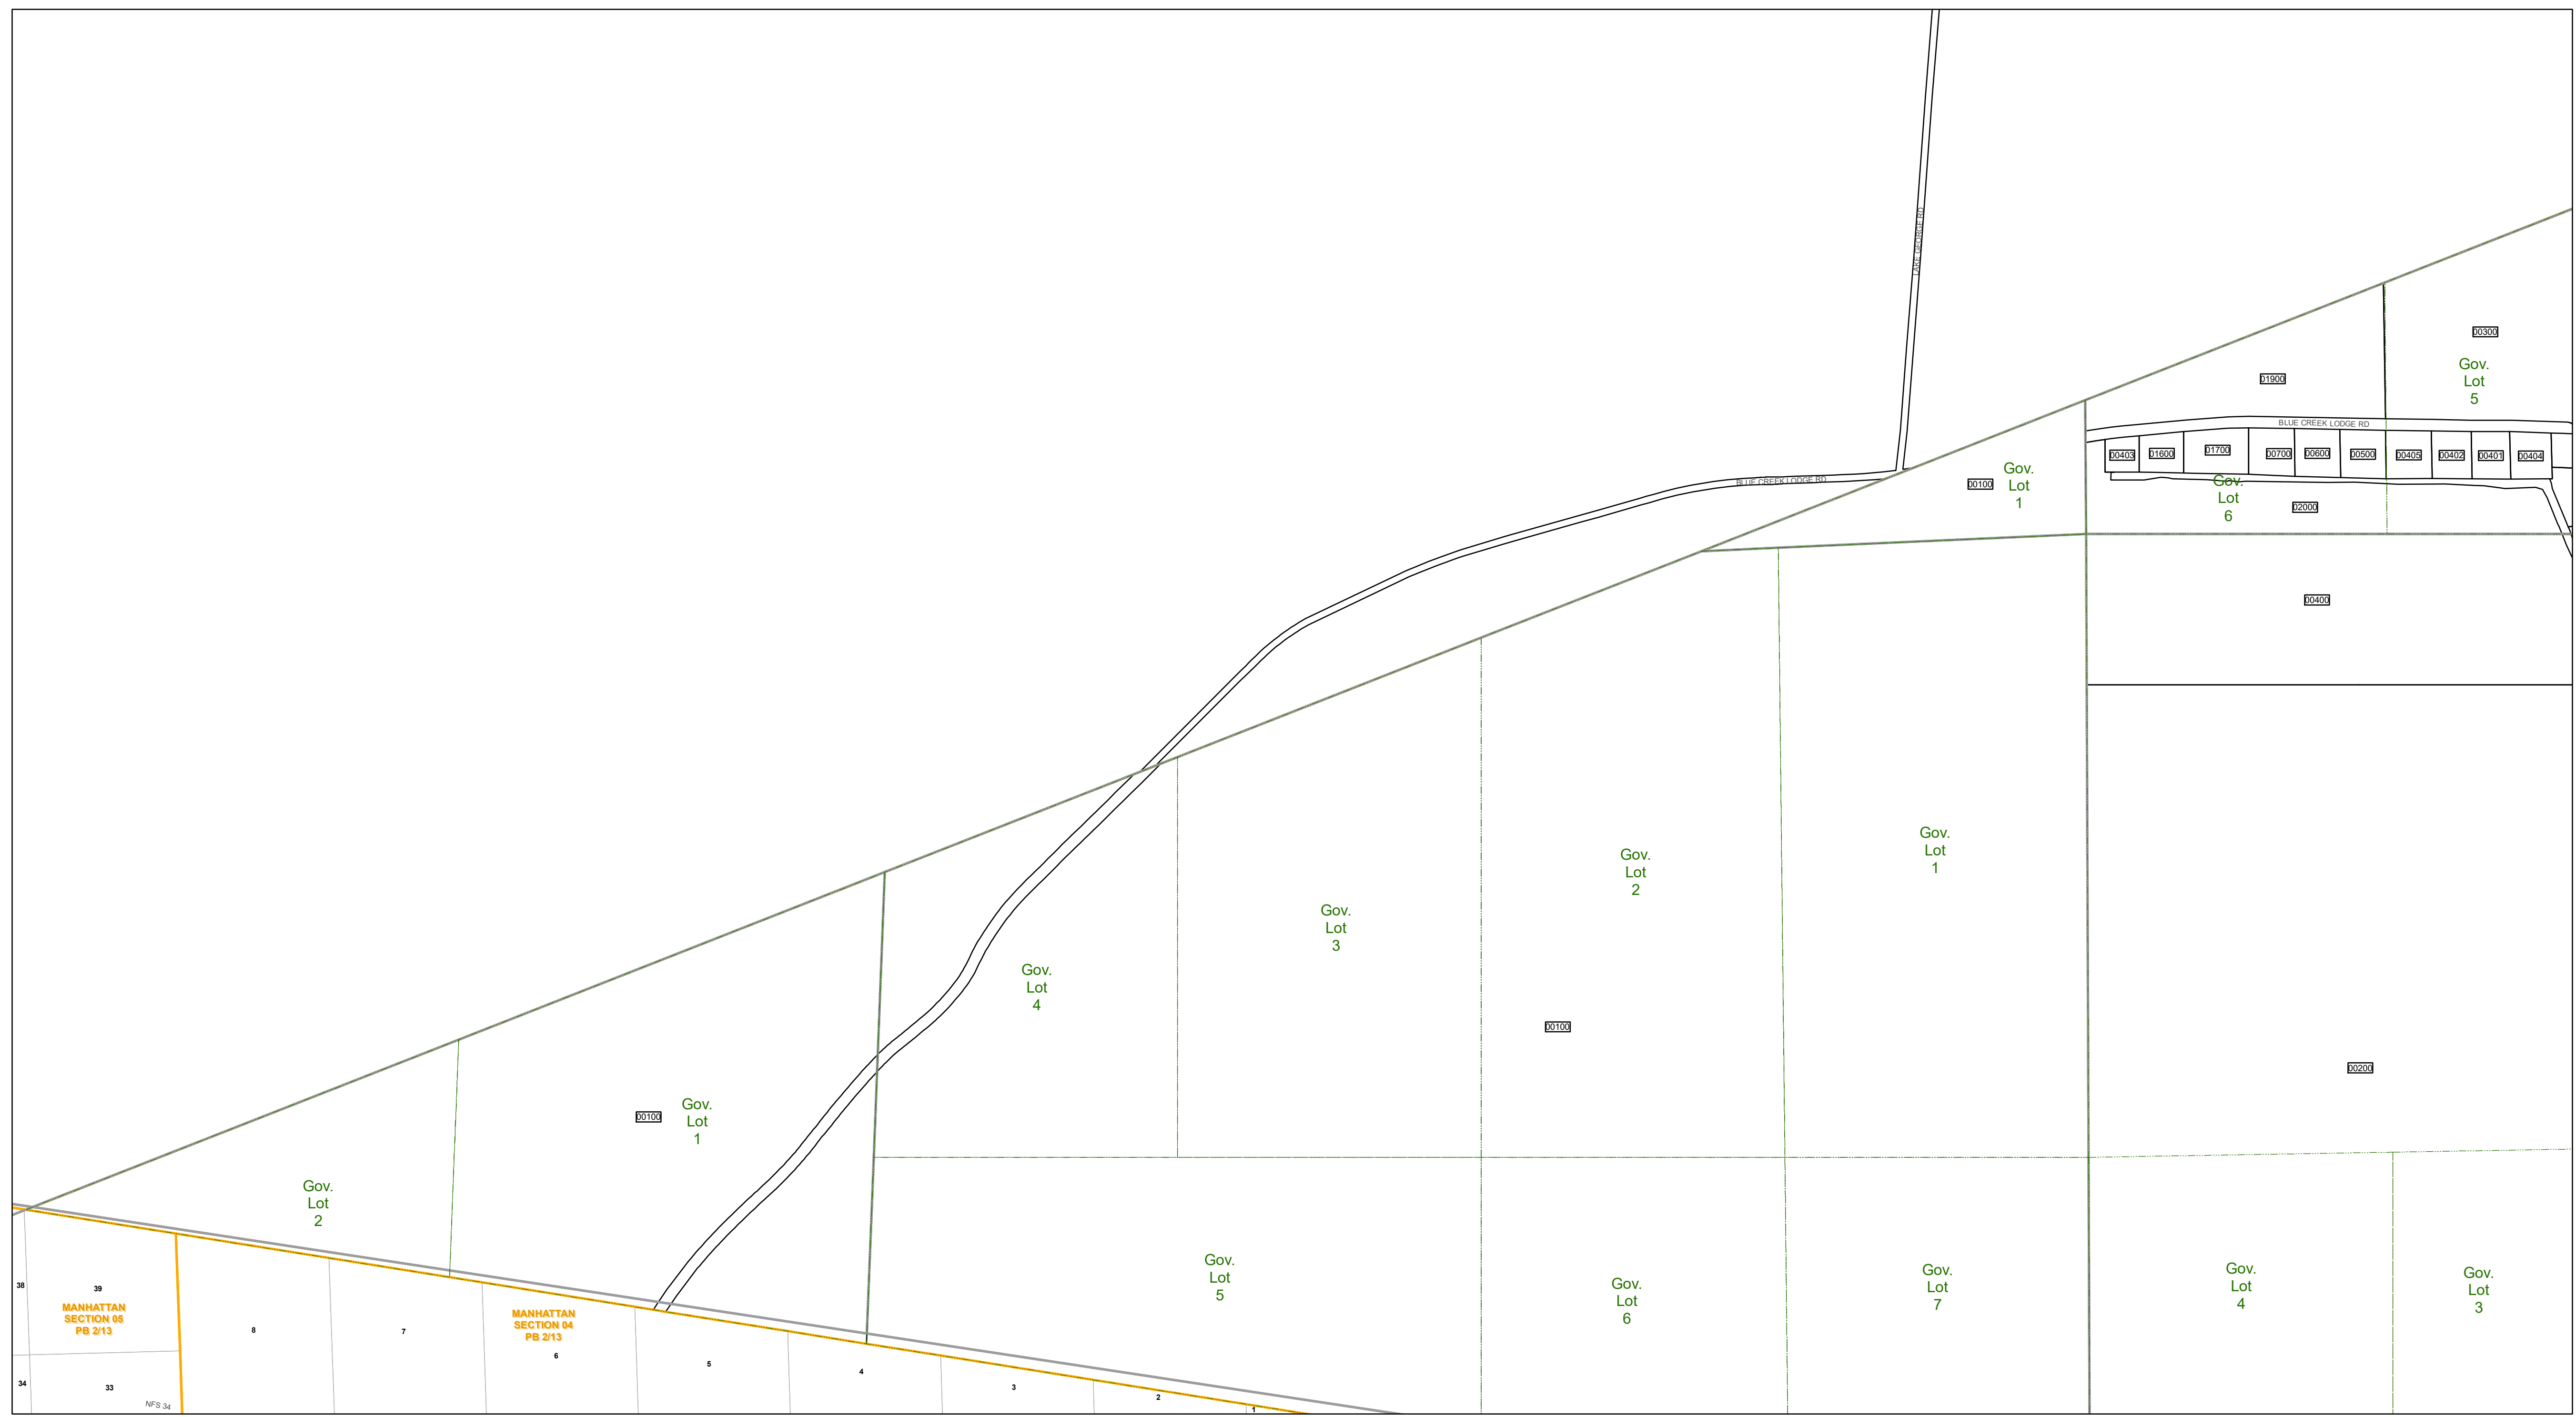 LAKE GEORGE RD
00300
Gov.
Lot
5
01900
BLUE CREEK LODGE RD
00403
01600
01700
00700
00600
00500
00405
00402
00401
00404
BLUE CREEK LODGE RD
00100
Gov.
Lot
1
Gov.
Lot
6
02000
00400
Gov.
Lot
1
Gov.
Lot
2
Gov.
Lot
3
Gov.
Lot
4
00100
00200
00100
Gov.
Lot
1
Gov.
Lot
2
Gov.
Lot
5
Gov.
Lot
6
Gov.
Lot
7
Gov.
Lot
4
Gov.
Lot
3
38
39
MANHATTAN
SECTION 05
PB 2/13
8
7
MANHATTAN
SECTION 04
PB 2/13
6
5
4
3
2
1
34
33
NFS 34